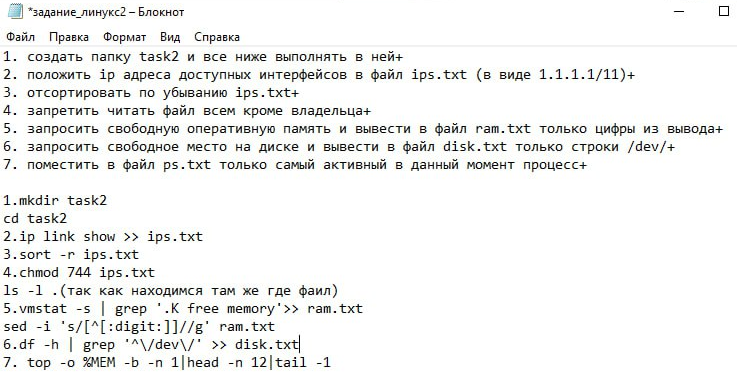 *задание_линукс2 – Блокнот
Файл Правка Формат Вид Справка
1. создать папку task2 и все ниже выполнять в ней+
2. положить ip адреса доступных интерфейсов в файл ips.txt (в виде 1.1.1.1/11)+
3. отсортировать по убыванию ips.txt+
4. запретить читать файл всем кроме владельца+
5. запросить свободную оперативную память и вывести в файл ram.txt только цифры из вывода+
6. запросить свободное место на диске и вывести в файл disk.txt только строки /dev/+
7. поместить в файл ps.txt только самый активный в данный момент процесс+
1.mkdir task2
cd task2
2.ip link show >> ips.txt
3.sort -r ips.txt
4.chmod 744 ips.txt
ls -l .(так как находимся там же где фаил)
5.vmstat -s | grep '.K free memory'>> ram.txt
sed -i 's/[^[:digit:]]//g' ram.txt
6.df -h | grep '^\/dev\/' >> disk.txt
7. top -o %MEM -b -n 1|head -n 12|tail -1